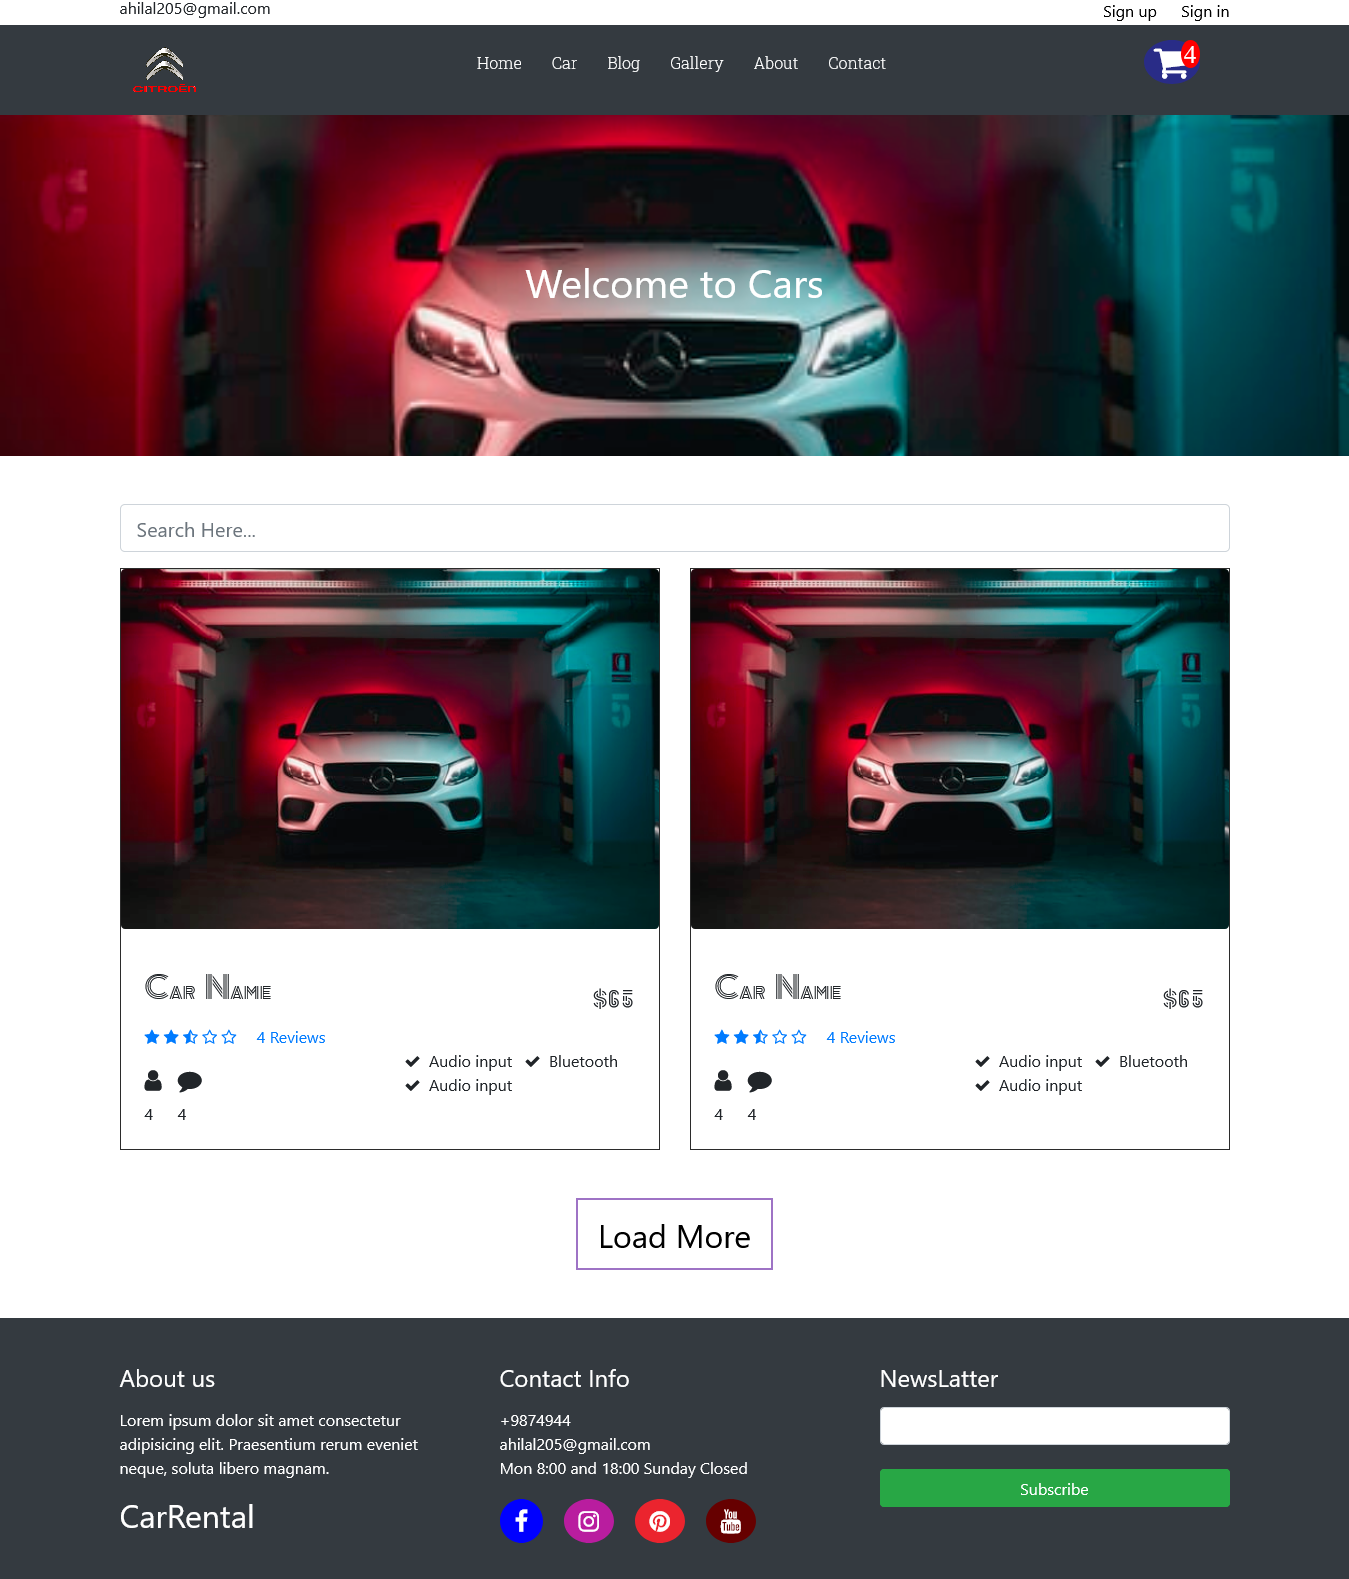 ahilal205@gmail.com
Sign up Sign in
CITROËN
Home Car Blog Gallery About Contact
4
Welcome to Cars
Search Here...
Car Name
$65
4 Reviews
Audio input Bluetooth
Audio input
4 4
Car Name
$65
4 Reviews
Audio input Bluetooth
Audio input
4 4
Load More
About us
Lorem ipsum dolor sit amet consectetur
adipisicing elit. Praesentium rerum eveniet
neque, soluta libero magnam.
CarRental
Contact Info
+9874944
ahilal205@gmail.com
Mon 8:00 and 18:00 Sunday Closed
You
Tube
NewsLatter
Subscribe